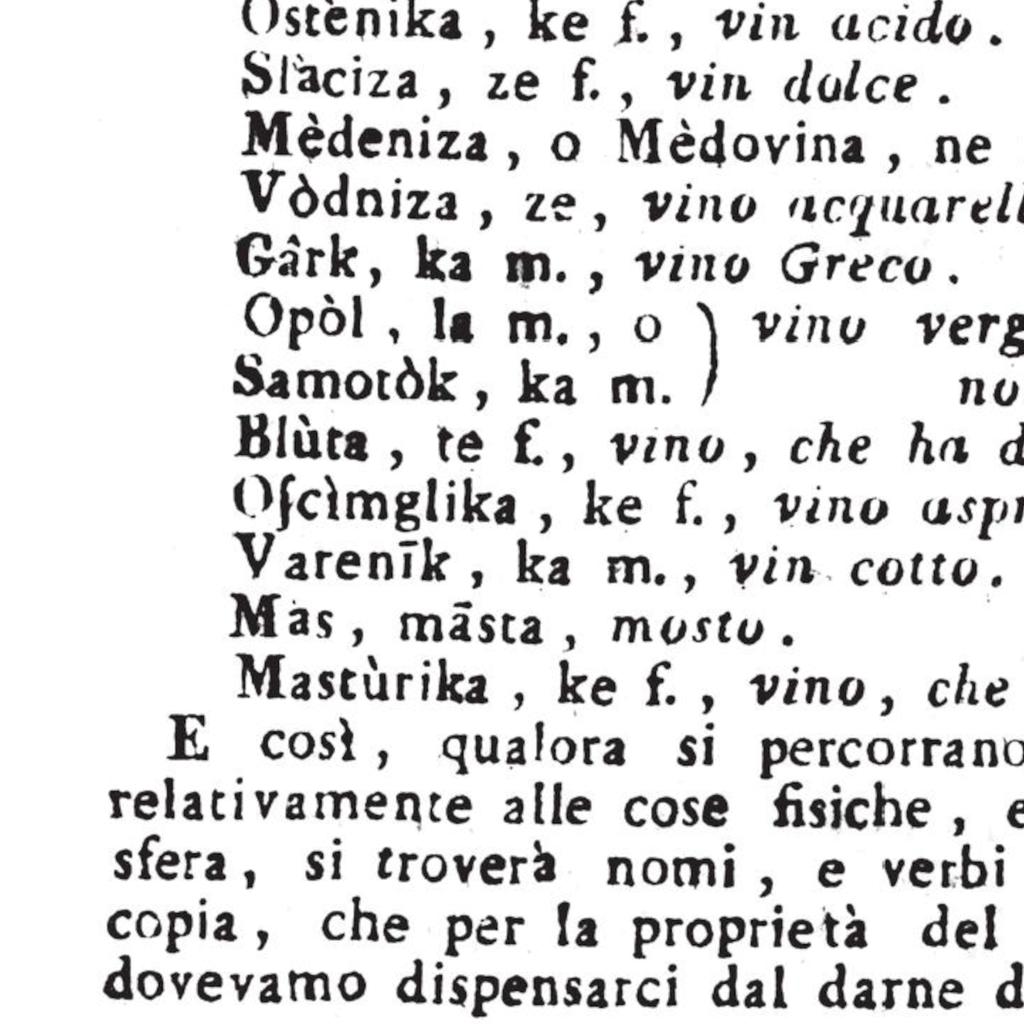 Ostènika, ke f., vin acido.
Slàciza, ze f., vin dolce.
Mèdeniza, o Mèdovina, ne
Vòdniza, ze, vino acquarell
Gârk, ka m., vino Greco.
Opòl, la m., o ) vino verg
Samotòk, ka m. ) no
Blùta, te f., vino, che ha d
Oſcìmglika, ke f., vino aspr
Varenīk, ka m., vin cotto.
Mas, māsta, mosto.
Mastùrika, ke f., vino, che
E così, qualora si percorrano
relativamente alle cose fisiche, e
sfera, si troverà nomi, e verbi
copia, che per la proprietà del
dovevamo dispensarci dal darne d